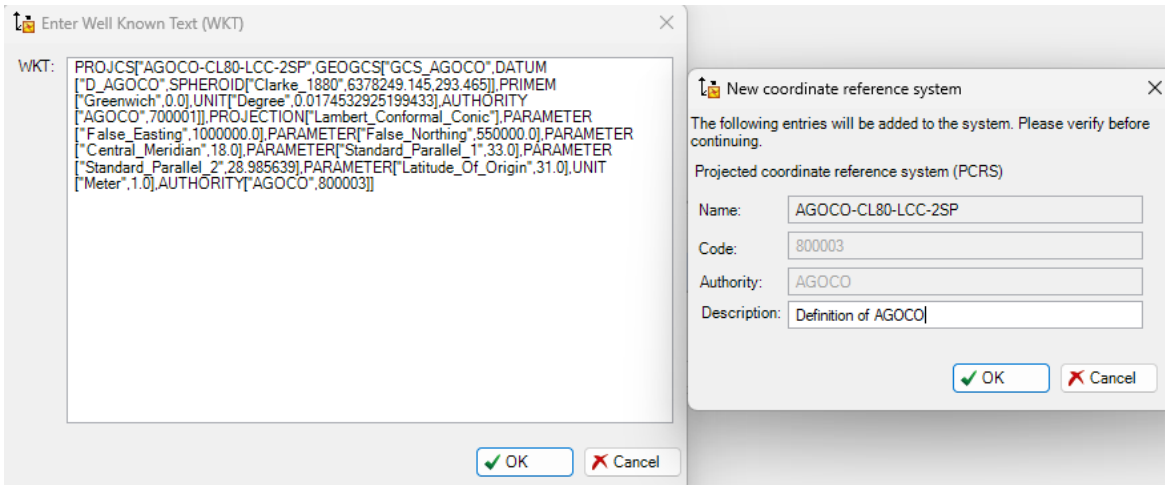 Enter Well Known Text (WKT)
WKT:
PROJCS["AGOCO-CL80-LCC-2SP",GEOGCS["GCS_AGOCO",DATUM
["D_AGOCO",SPHEROID["Clarke_1880",6378249.145,293.465]],PRIMEM
["Greenwich",0.0],UNIT["Degree",0.0174532925199433],AUTHORITY
["AGOCO",700001]],PROJECTION["Lambert_Conformal_Conic"],PARAMETER
["False_Easting",1000000.0],PARAMETER["False_Northing",550000.0],PARAMETER
["Central_Meridian",18.0],PARAMETER["Standard_Parallel_1",33.0],PARAMETER
["Standard_Parallel_2",28.985639],PARAMETER["Latitude_Of_Origin",31.0],UNIT
["Meter",1.0],AUTHORITY["AGOCO",800003]]
OK
Cancel
New coordinate reference system
The following entries will be added to the system. Please verify before
continuing.
Projected coordinate reference system (PCRS)
Name: AGOCO-CL80-LCC-2SP
Code: 800003
Authority: AGOCO
Description: Definition of AGOCO
OK
Cancel